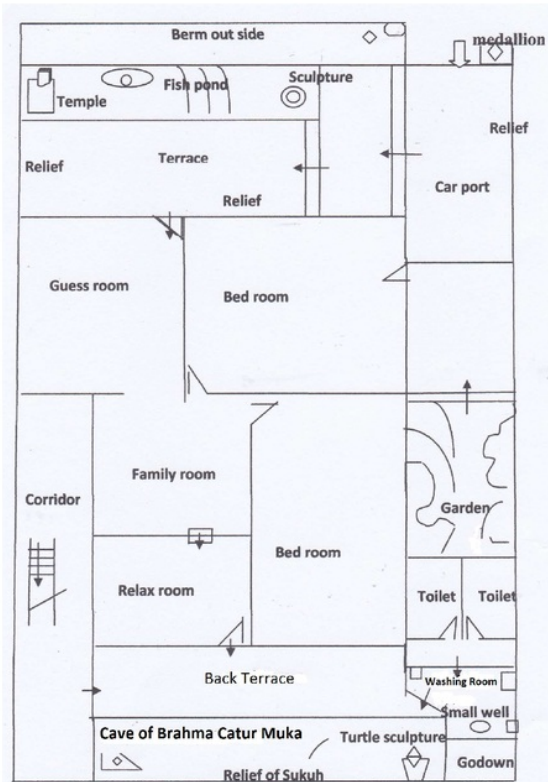 Berm out side
medallion
Sculpture
Fish pond
Temple
Relief
Relief
Terrace
Car port
Relief
Guess room
Bed room
Family room
Corridor
Garden
Bed room
Relax room
Toilet
Toilet
Back Terrace
Washing Room
Small well
Cave of Brahma Catur Muka
Turtle sculpture
Godown
Relief of Sukuh